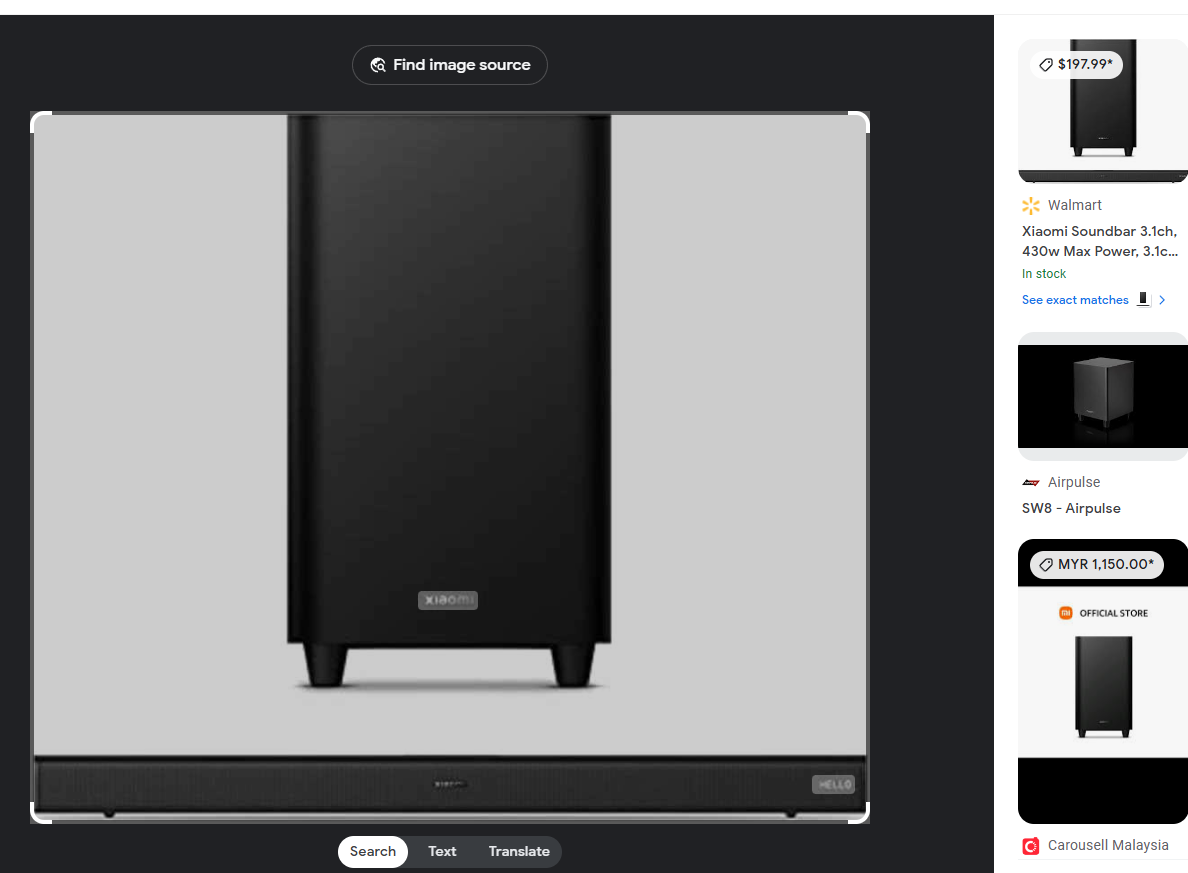 Find image source
xiaomi
xiaomi
HELLO
Search
Text
Translate
$197.99*
Walmart
Xiaomi Soundbar 3.1ch,
430w Max Power, 3.1c...
In stock
See exact matches
Airpulse
SW8 - Airpulse
MYR 1,150.00*
OFFICIAL STORE
Carousell Malaysia